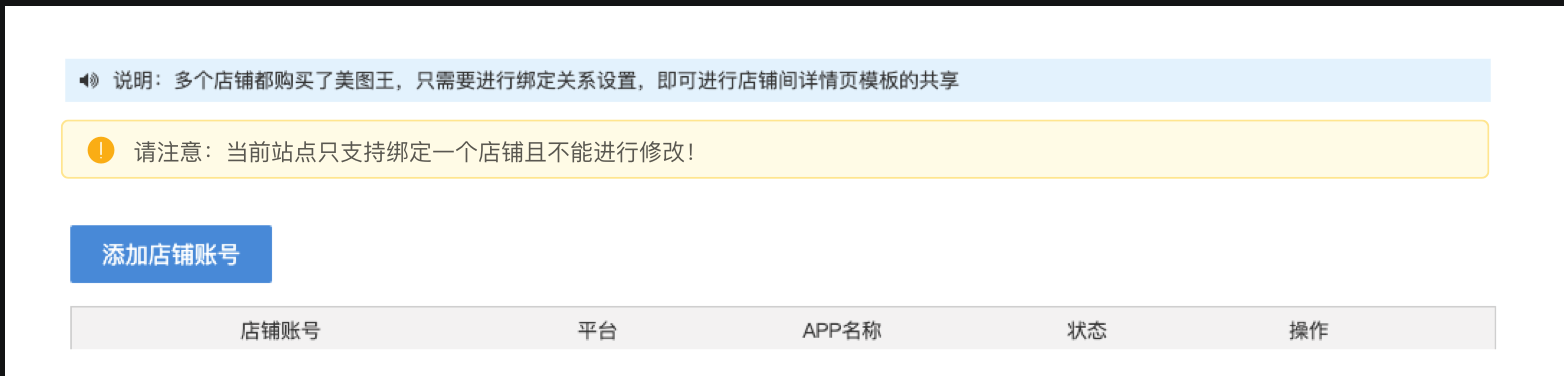 说明：多个店铺都购买了美图王，只需要进行绑定关系设置，即可进行店铺间详情页模板的共享
请注意：当前站点只支持绑定一个店铺且不能进行修改！
添加店铺账号
店铺账号 平台 APP名称 状态 操作